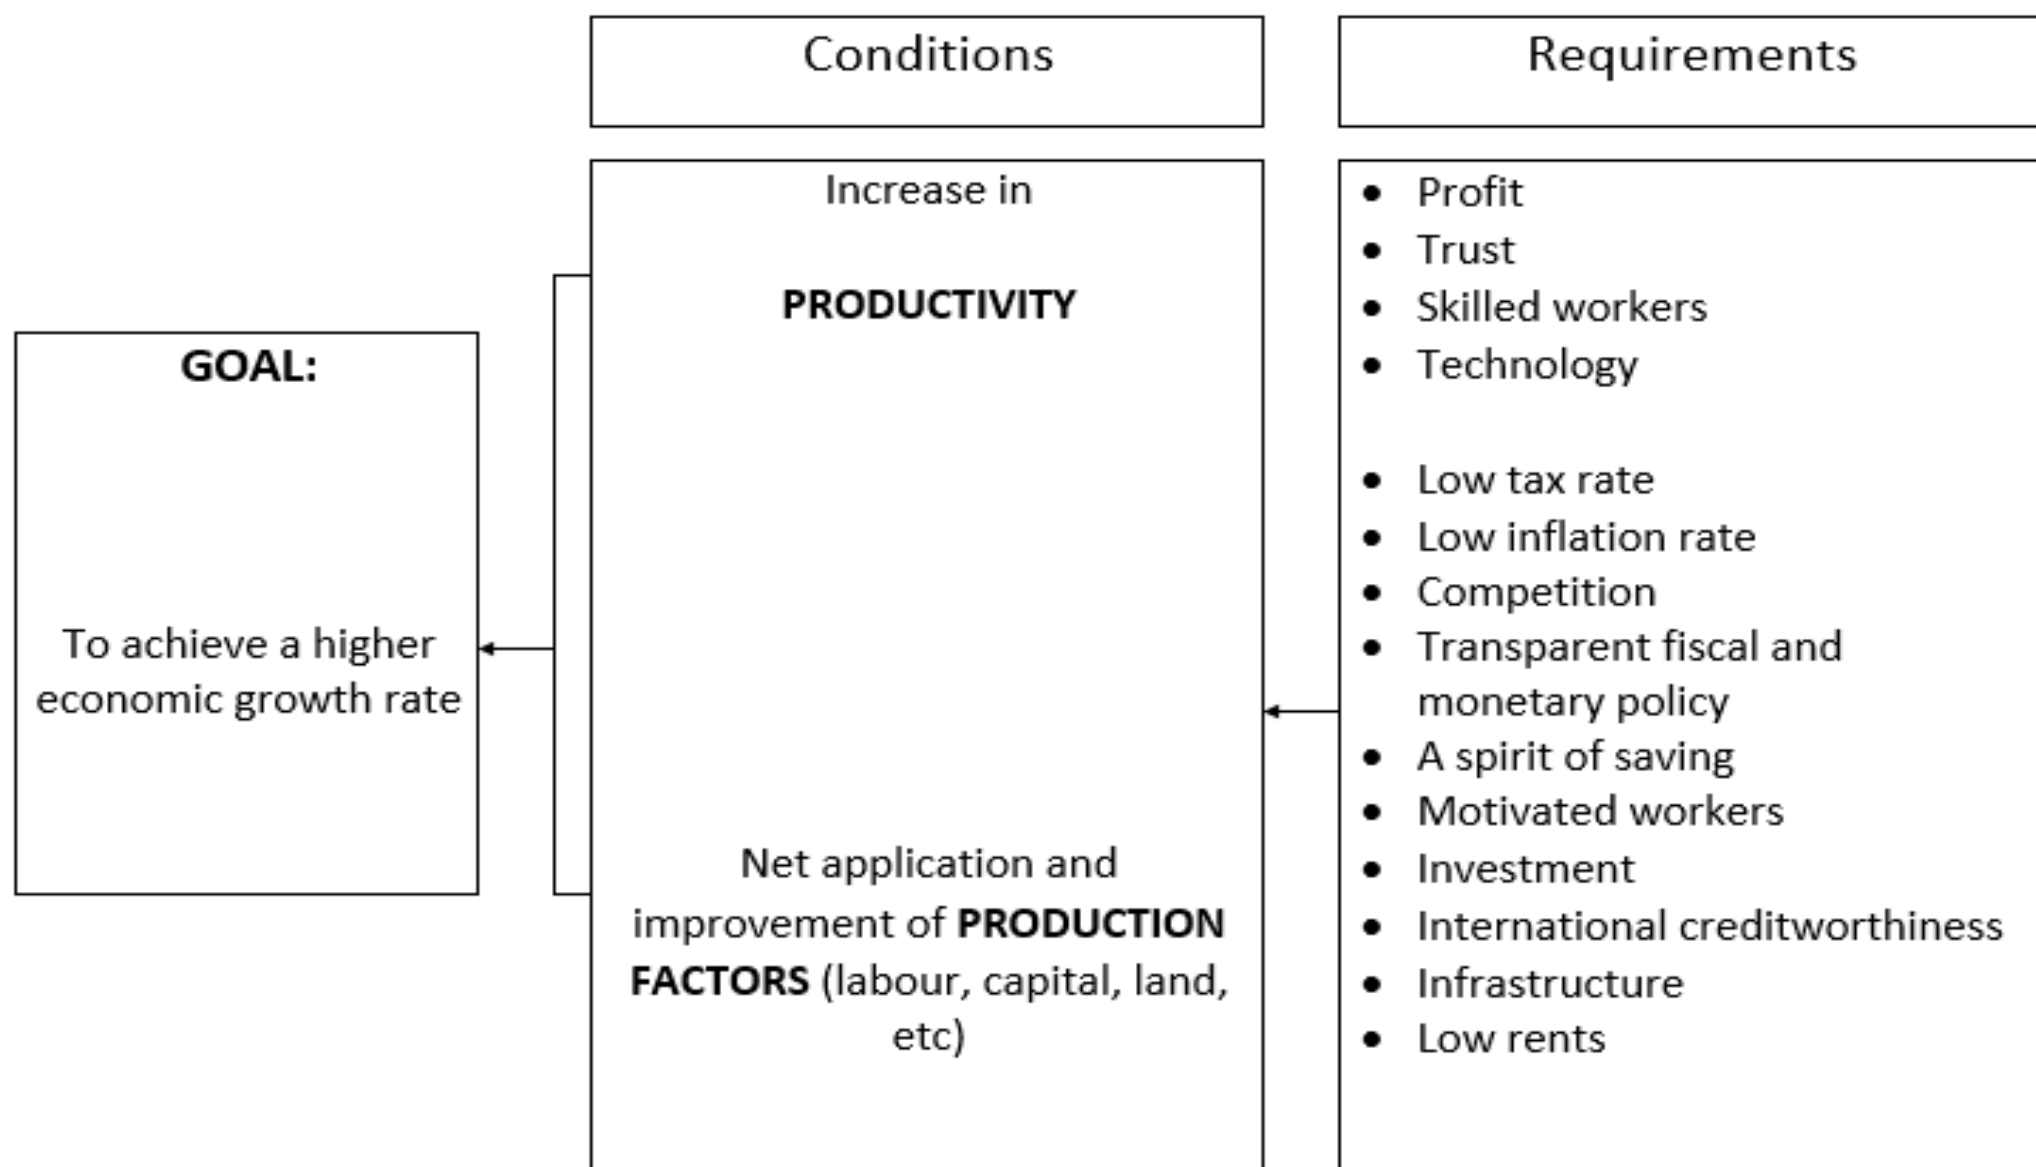 Conditions
Requirements
GOAL:
To achieve a higher
economic growth rate
Increase in
PRODUCTIVITY
Net application and
improvement of PRODUCTION
FACTORS (labour, capital, land,
etc)
• Profit
• Trust
• Skilled workers
• Technology
• Low tax rate
• Low inflation rate
• Competition
• Transparent fiscal and
monetary policy
• A spirit of saving
• Motivated workers
• Investment
• International creditworthiness
• Infrastructure
• Low rents